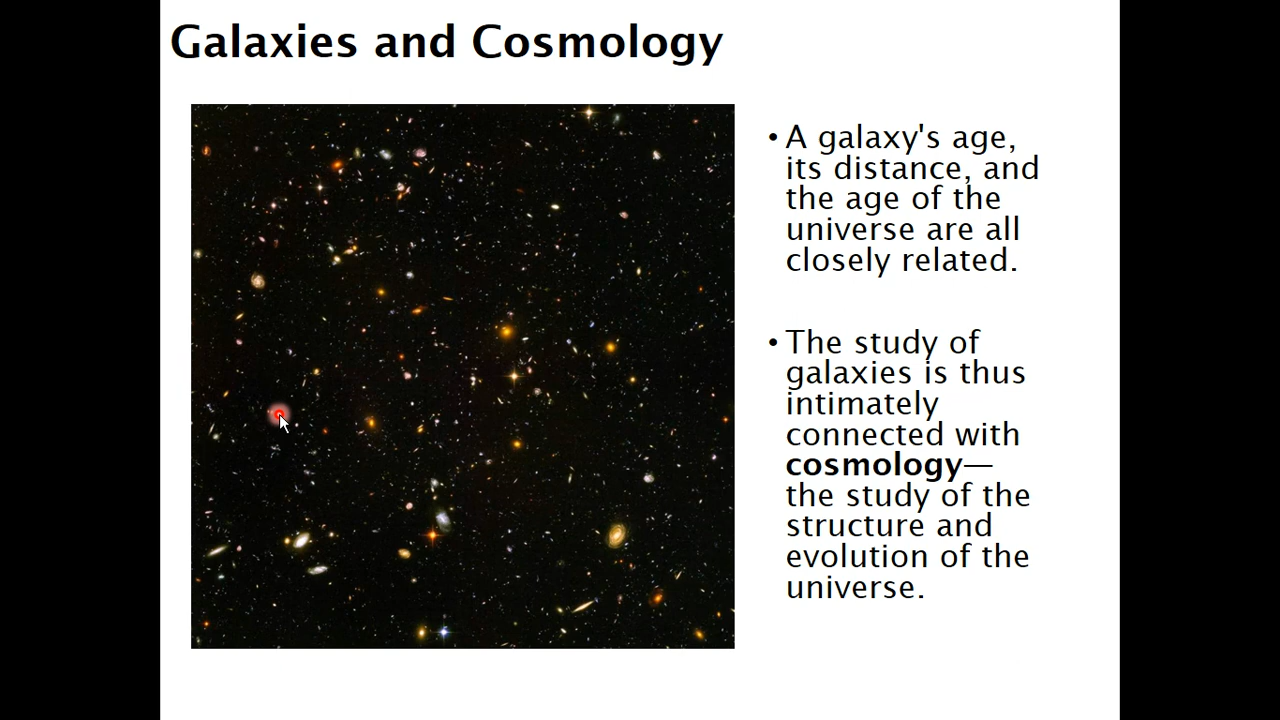 Galaxies and Cosmology
• A galaxy's age,
its distance, and
the age of the
universe are all
closely related.
• The study of
galaxies is thus
intimately
connected with
cosmology—
the study of the
structure and
evolution of the
universe.